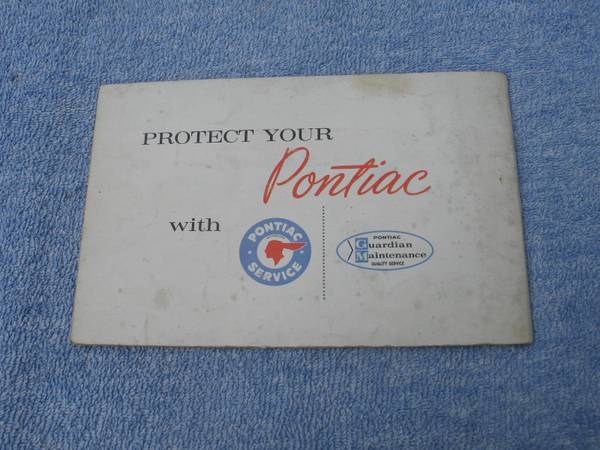 PROTECT YOUR
Pontiac
with
PONTIAC
SERVICE
PONTIAC
Guardian
Maintenance
QUALITY SERVICE